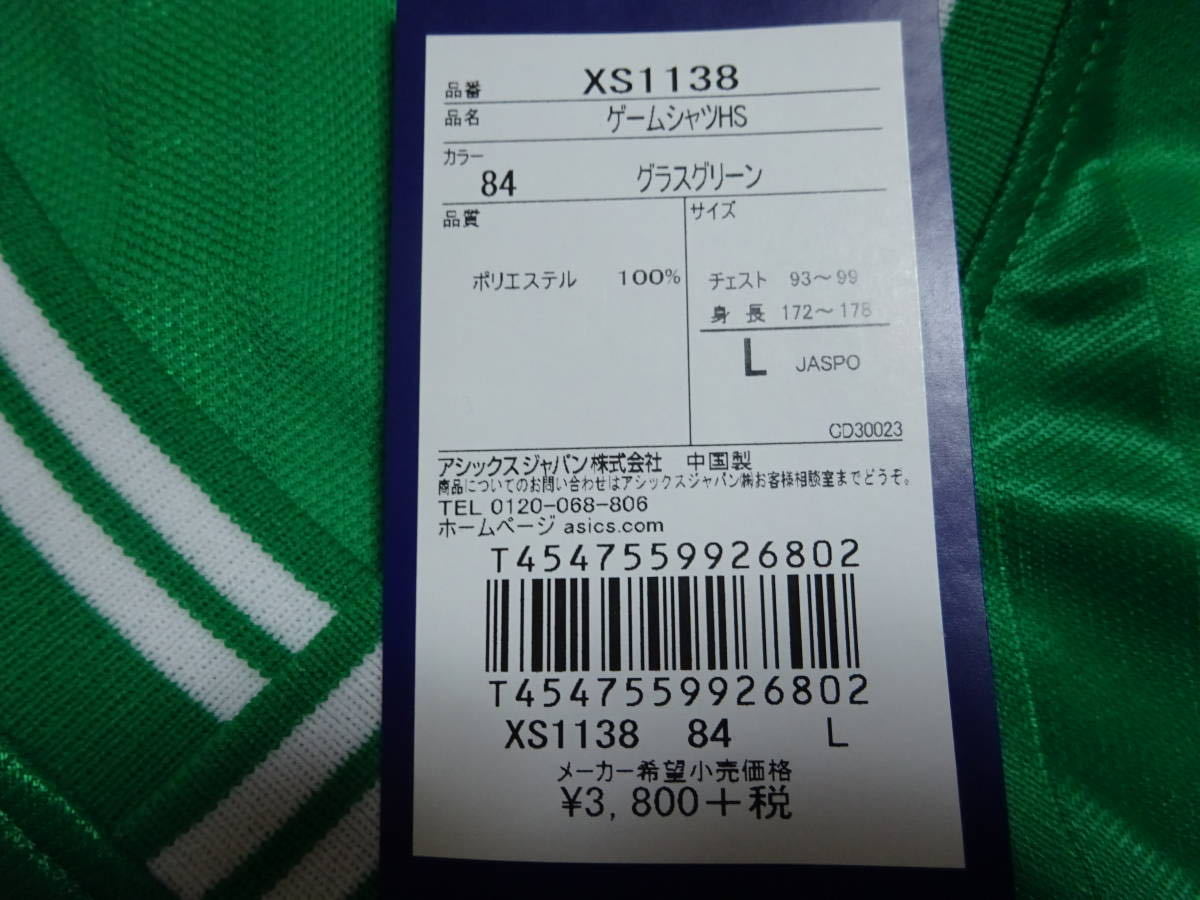 品番 XS1138
品名 ゲームシャツHS
カラー
84 グラスグリーン
品質
ポリエステル 100%
サイズ
チェスト 93～99
身長 172～178
L JASPO
CD30023
アシックスジャパン株式会社 中国製
商品についてのお問い合わせはアシックスジャパン㈱お客様相談室までどうぞ。
TEL 0120-068-806
ホームページ asics.com
T4547559926802
T4547559926802
XS1138 84 L
メーカー希望小売価格
¥3,800+税